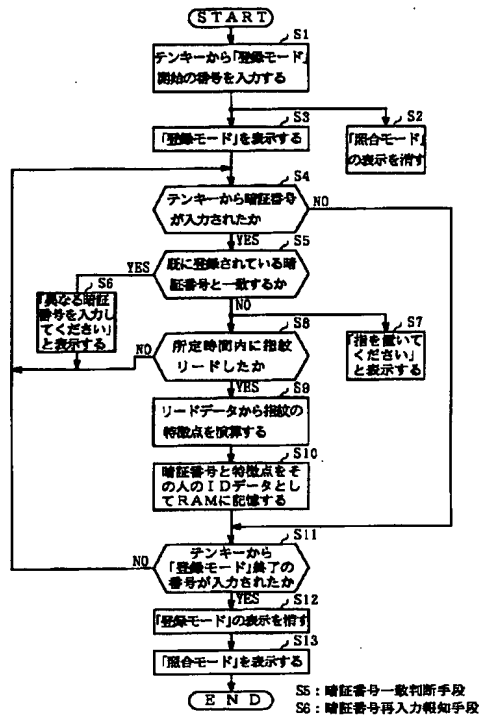 START
S1
テンキーから「登録モード」
開始の番号を入力する
S3
「登録モード」を表示する
S2
「照合モード」
の表示を消す
S4
テンキーから暗証番号
が入力されたか
NO
YES
S5
既に登録されている暗
証番号と一致するか
YES
NO
S6
「異なる暗証
番号を入力し
てください」
と表示する
S7
「指を置いて
ください」
と表示する
S8
所定時間内に指紋
リードしたか
NO
YES
S9
リードデータから指紋の
特徴点を演算する
S10
暗証番号と特徴点をそ
の人のIDデータとし
てRAMに記憶する
S11
テンキーから
「登録モード」終了の
番号が入力されたか
NO
YES
S12
「登録モード」の表示を消す
S13
「照合モード」を表示する
END
S5:暗証番号一致判断手段
S6:暗証番号再入力報知手段